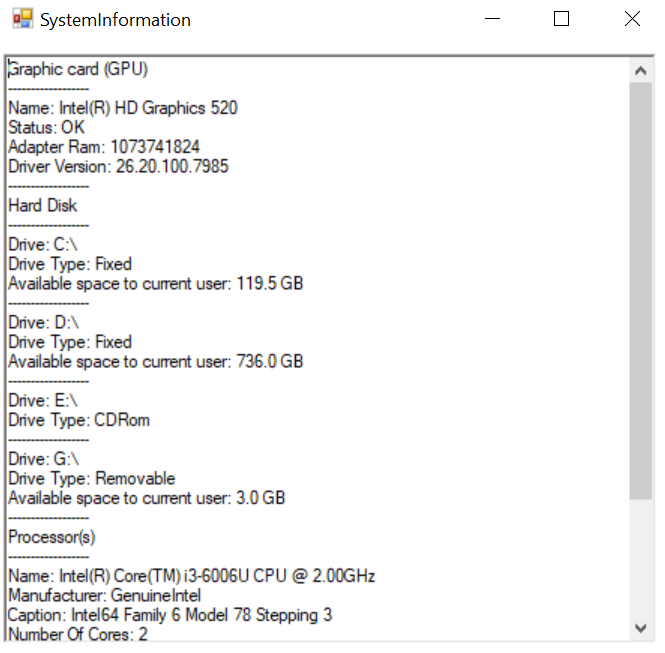 SystemInformation
Graphic card (GPU)
------------------
Name: Intel(R) HD Graphics 520
Status: OK
Adapter Ram: 1073741824
Driver Version: 26.20.100.7985
------------------
Hard Disk
------------------
Drive: C:\
Drive Type: Fixed
Available space to current user: 119.5 GB
------------------
Drive: D:\
Drive Type: Fixed
Available space to current user: 736.0 GB
------------------
Drive: E:\
Drive Type: CDRom
------------------
Drive: G:\
Drive Type: Removable
Available space to current user: 3.0 GB
------------------
Processor(s)
------------------
Name: Intel(R) Core(TM) i3-6006U CPU @ 2.00GHz
Manufacturer: GenuineIntel
Caption: Intel64 Family 6 Model 78 Stepping 3
Number Of Cores: 2